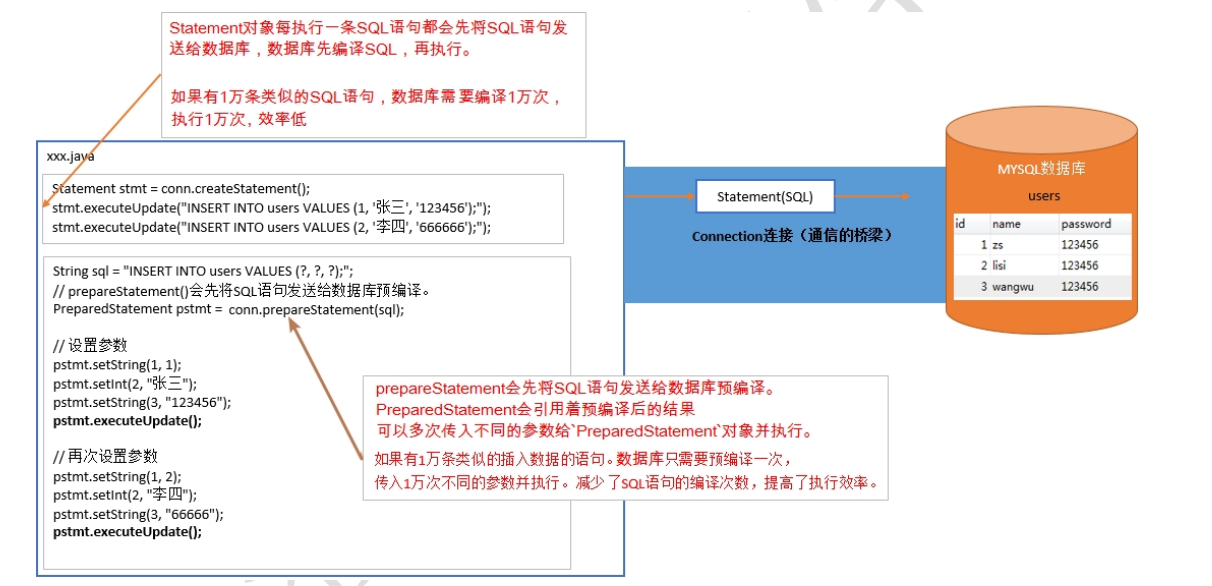 Statement对象每执行一条SQL语句都会先将SQL语句发
送给数据库，数据库先编译SQL，再执行。
如果有1万条类似的SQL语句，数据库需要编译1万次，
执行1万次, 效率低
xxx.java
Statement stmt = conn.createStatement();
stmt.executeUpdate("INSERT INTO users VALUES (1, '张三', '123456');");
stmt.executeUpdate("INSERT INTO users VALUES (2, '李四', '666666');");
String sql = "INSERT INTO users VALUES (?, ?, ?);";
// prepareStatement()会先将SQL语句发送给数据库预编译。
PreparedStatement pstmt = conn.prepareStatement(sql);
// 设置参数
pstmt.setString(1, 1);
pstmt.setInt(2, "张三");
pstmt.setString(3, "123456");
pstmt.executeUpdate();
// 再次设置参数
pstmt.setString(1, 2);
pstmt.setInt(2, "李四");
pstmt.setString(3, "66666");
pstmt.executeUpdate();
prepareStatement会先将SQL语句发送给数据库预编译。
PreparedStatement会引用着预编译后的结果
可以多次传入不同的参数给`PreparedStatement`对象并执行。
如果有1万条类似的插入数据的语句。数据库只需要预编译一次，
传入1万次不同的参数并执行。减少了SQL语句的编译次数，提高了执行效率。
Statement(SQL)
Connection连接（通信的桥梁）
MYSQL数据库
users
id name password
1 zs 123456
2 lisi 123456
3 wangwu 123456